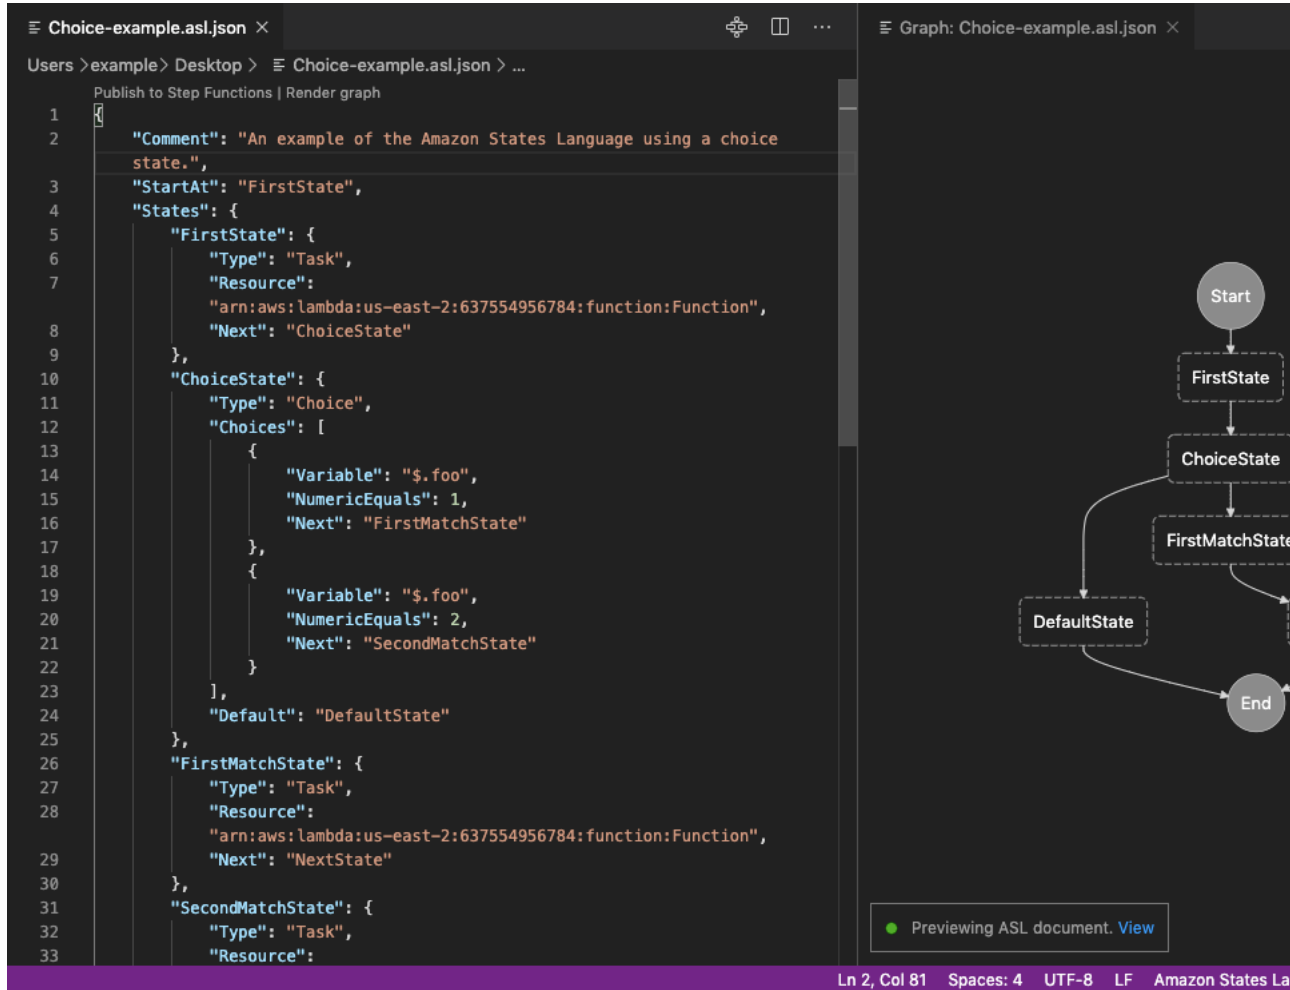 Choice-example.asl.json
Users > example > Desktop > Choice-example.asl.json > ...
Publish to Step Functions | Render graph
1 {
2 "Comment": "An example of the Amazon States Language using a choice
state.",
3 "StartAt": "FirstState",
4 "States": {
5 "FirstState": {
6 "Type": "Task",
7 "Resource":
"arn:aws:lambda:us-east-2:637554956784:function:Function",
8 "Next": "ChoiceState"
9 },
10 "ChoiceState": {
11 "Type": "Choice",
12 "Choices": [
13 {
14 "Variable": "$.foo",
15 "NumericEquals": 1,
16 "Next": "FirstMatchState"
17 },
18 {
19 "Variable": "$.foo",
20 "NumericEquals": 2,
21 "Next": "SecondMatchState"
22 }
23 ],
24 "Default": "DefaultState"
25 },
26 "FirstMatchState": {
27 "Type": "Task",
28 "Resource":
"arn:aws:lambda:us-east-2:637554956784:function:Function",
29 "Next": "NextState"
30 },
31 "SecondMatchState": {
32 "Type": "Task",
33 "Resource":
Graph: Choice-example.asl.json
Start
FirstState
ChoiceState
FirstMatchState
DefaultState
End
Previewing ASL document. View
Ln 2, Col 81 Spaces: 4 UTF-8 LF Amazon States La